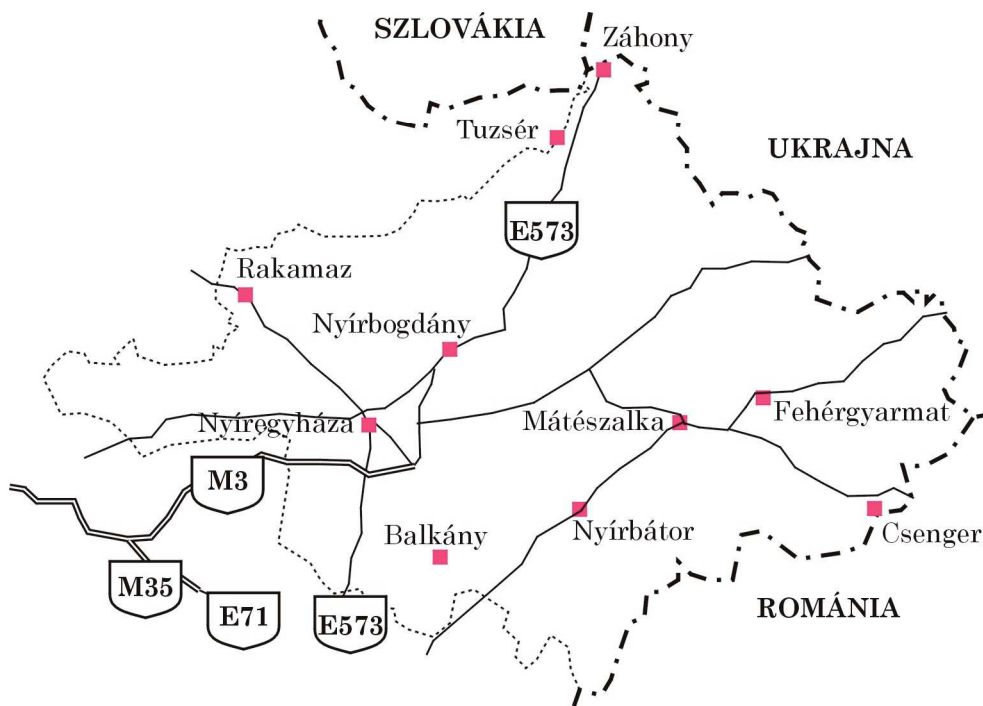 SZLOVÁKIA
Záhony
Tuzsér
UKRAJNA
E573
Rakamaz
Nyírbogdány
Nyíregyháza
Mátészalka
Fehérgyarmat
M3
Balkány
Nyírbátor
Csenger
M35
E71
E573
ROMÁNIA